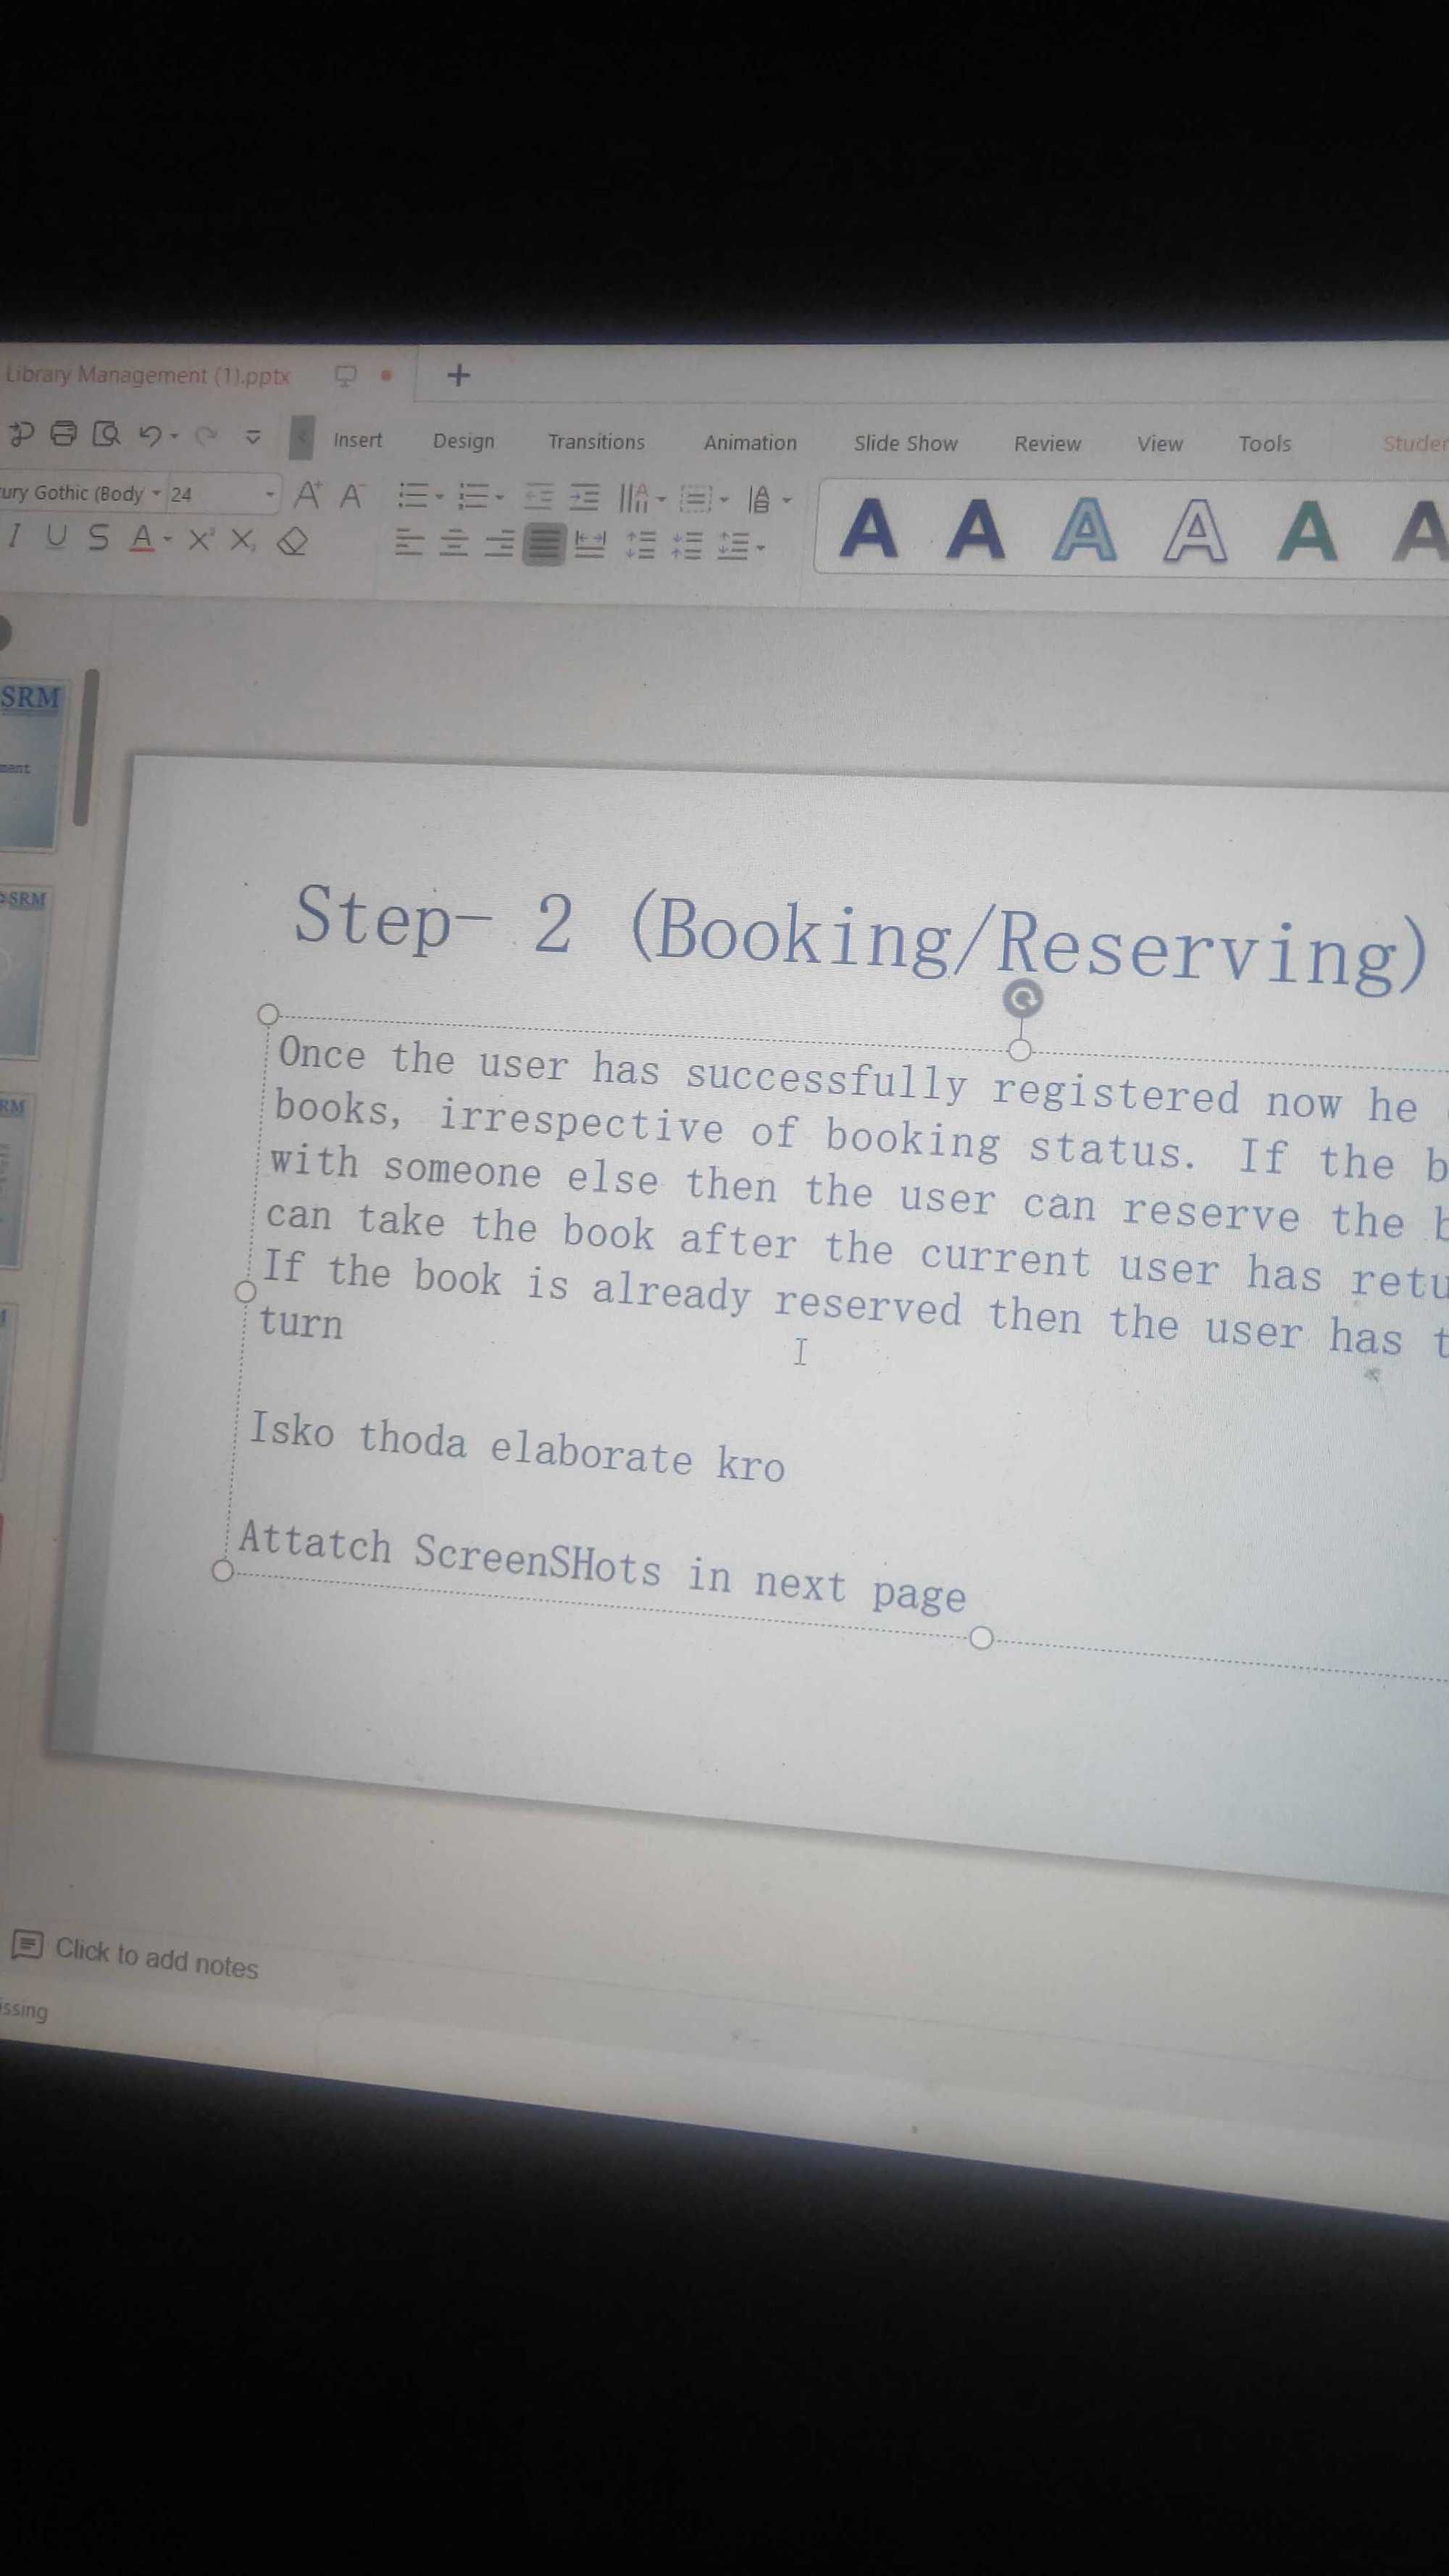 Library Management (1).pptx
Insert Design Transitions Animation Slide Show Review View Tools
ury Gothic (Body 24
I U S A X² X₂
A A A A A A
SRM
SRM
RM
Step- 2 (Booking/Reserving)
Once the user has successfully registered now he
books, irrespective of booking status. If the b
with someone else then the user can reserve the b
can take the book after the current user has retu
If the book is already reserved then the user has t
turn
Isko thoda elaborate kro
Attatch ScreenSHots in next page
Click to add notes
issing